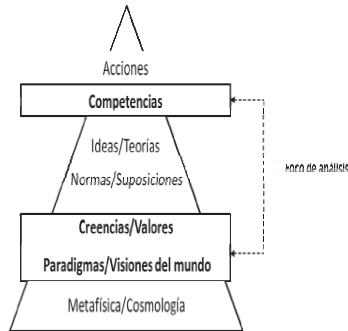 Acciones
Competencias
Ideas/Teorías
Normas/Suposiciones
Foco de análisis
Creencias/Valores
Paradigmas/Visiones del mundo
Metafísica/Cosmología